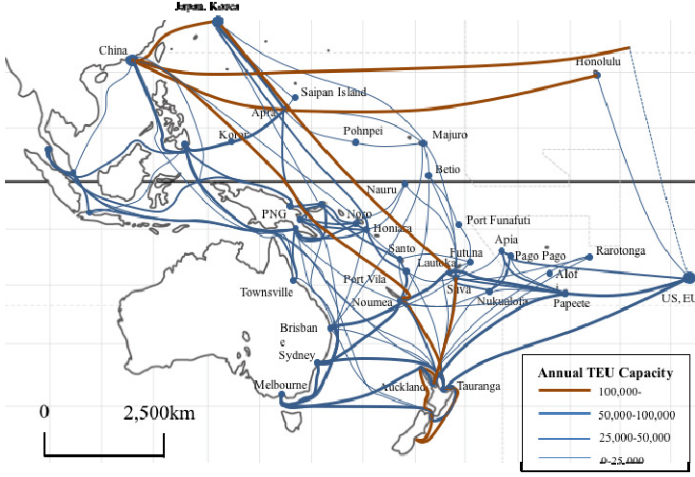 Japan, Korea
China
Honolulu
Saipan Island
Apra
Koror
Pohnpei
Majuro
Betio
Nauru
PNG
Noro
Honiara
Port Funafuti
Santo
Futuna
Apia
Pago Pago
Rarotonga
Lautoka
Alof
Port Vila
Suva
Townsville
Noumea
Nukualofa
Papeete
US, EU
Brisban
Sydney
Melbourne
Auckland
Tauranga
0 2,500km
Annual TEU Capacity
100,000-
50,000-100,000
25,000-50,000
0-25,000